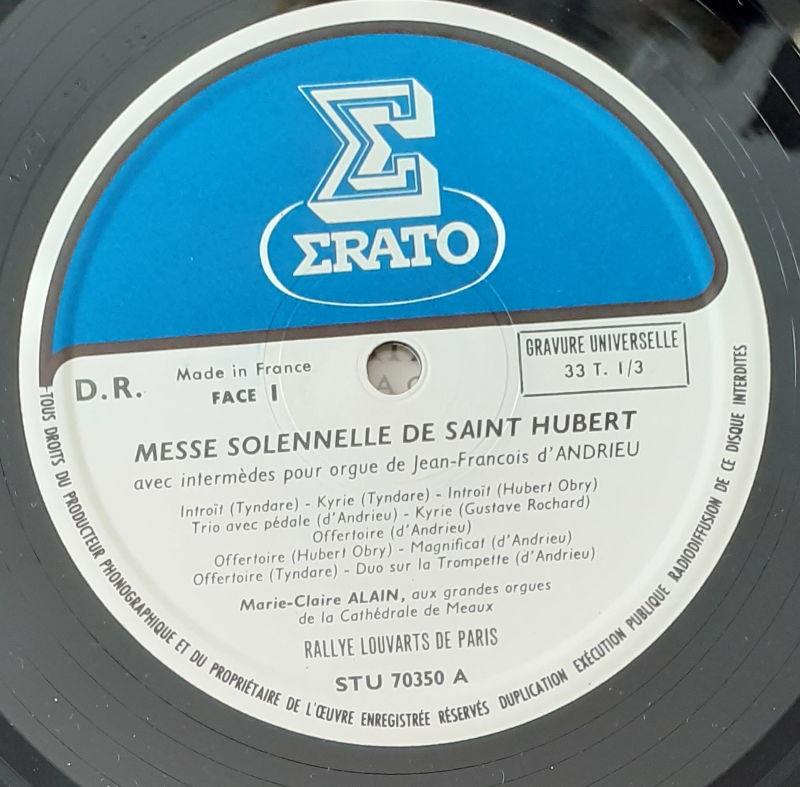 ΣRATO
D.R.
Made in France
FACE 1
GRAVURE UNIVERSELLE
33 T. 1/3
MESSE SOLENNELLE DE SAINT HUBERT
avec intermèdes pour orgue de Jean-Francois d'ANDRIEU
Introït (Tyndare) - Kyrie (Tyndare) - Introït (Hubert Obry)
Trio avec pédale (d'Andrieu) - Kyrie (Gustave Rochard)
Offertoire (d'Andrieu)
Offertoire (Hubert Obry) - Magnificat (d'Andrieu)
Offertoire (Tyndare) - Duo sur la Trompette (d'Andrieu)
Marie-Claire ALAIN, aux grandes orgues
de la Cathédrale de Meaux
RALLYE LOUVARTS DE PARIS
STU 70350 A
TOUS DROITS DU PRODUCTEUR PHONOGRAPHIQUE ET DU PROPRIÉTAIRE DE L'ŒUVRE ENREGISTRÉE RÉSERVÉS DUPLICATION EXÉCUTION PUBLIQUE RADIODIFFUSION DE CE DISQUE INTERDITES